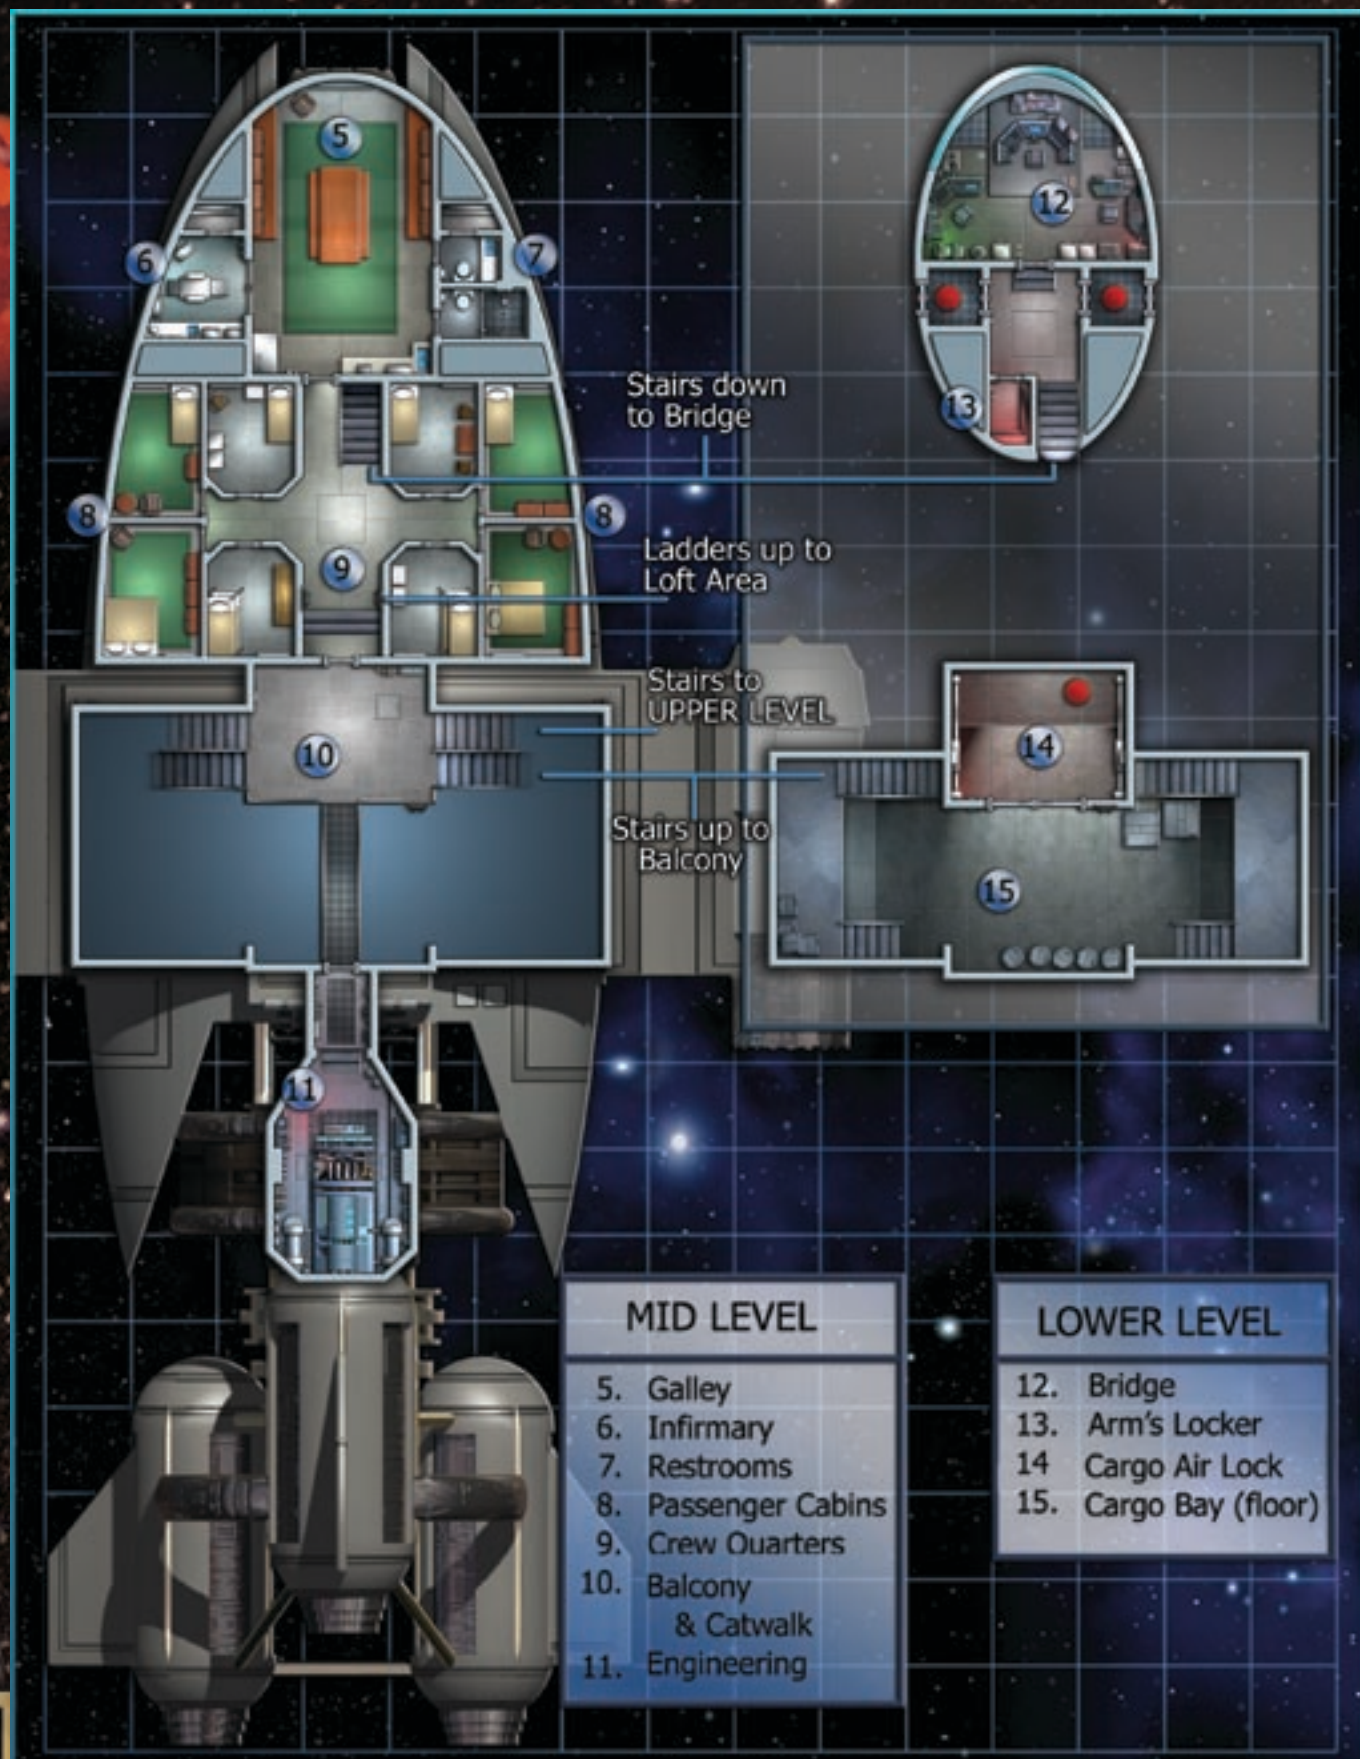 5
12
6
7
Stairs down
to Bridge
13
8
8
Ladders up to
Loft Area
9
Stairs to
UPPER LEVEL
10
14
Stairs up to
Balcony
15
11
MID LEVEL
5. Galley
6. Infirmary
7. Restrooms
8. Passenger Cabins
9. Crew Quarters
10. Balcony
& Catwalk
11. Engineering
LOWER LEVEL
12. Bridge
13. Arm's Locker
14 Cargo Air Lock
15. Cargo Bay (floor)